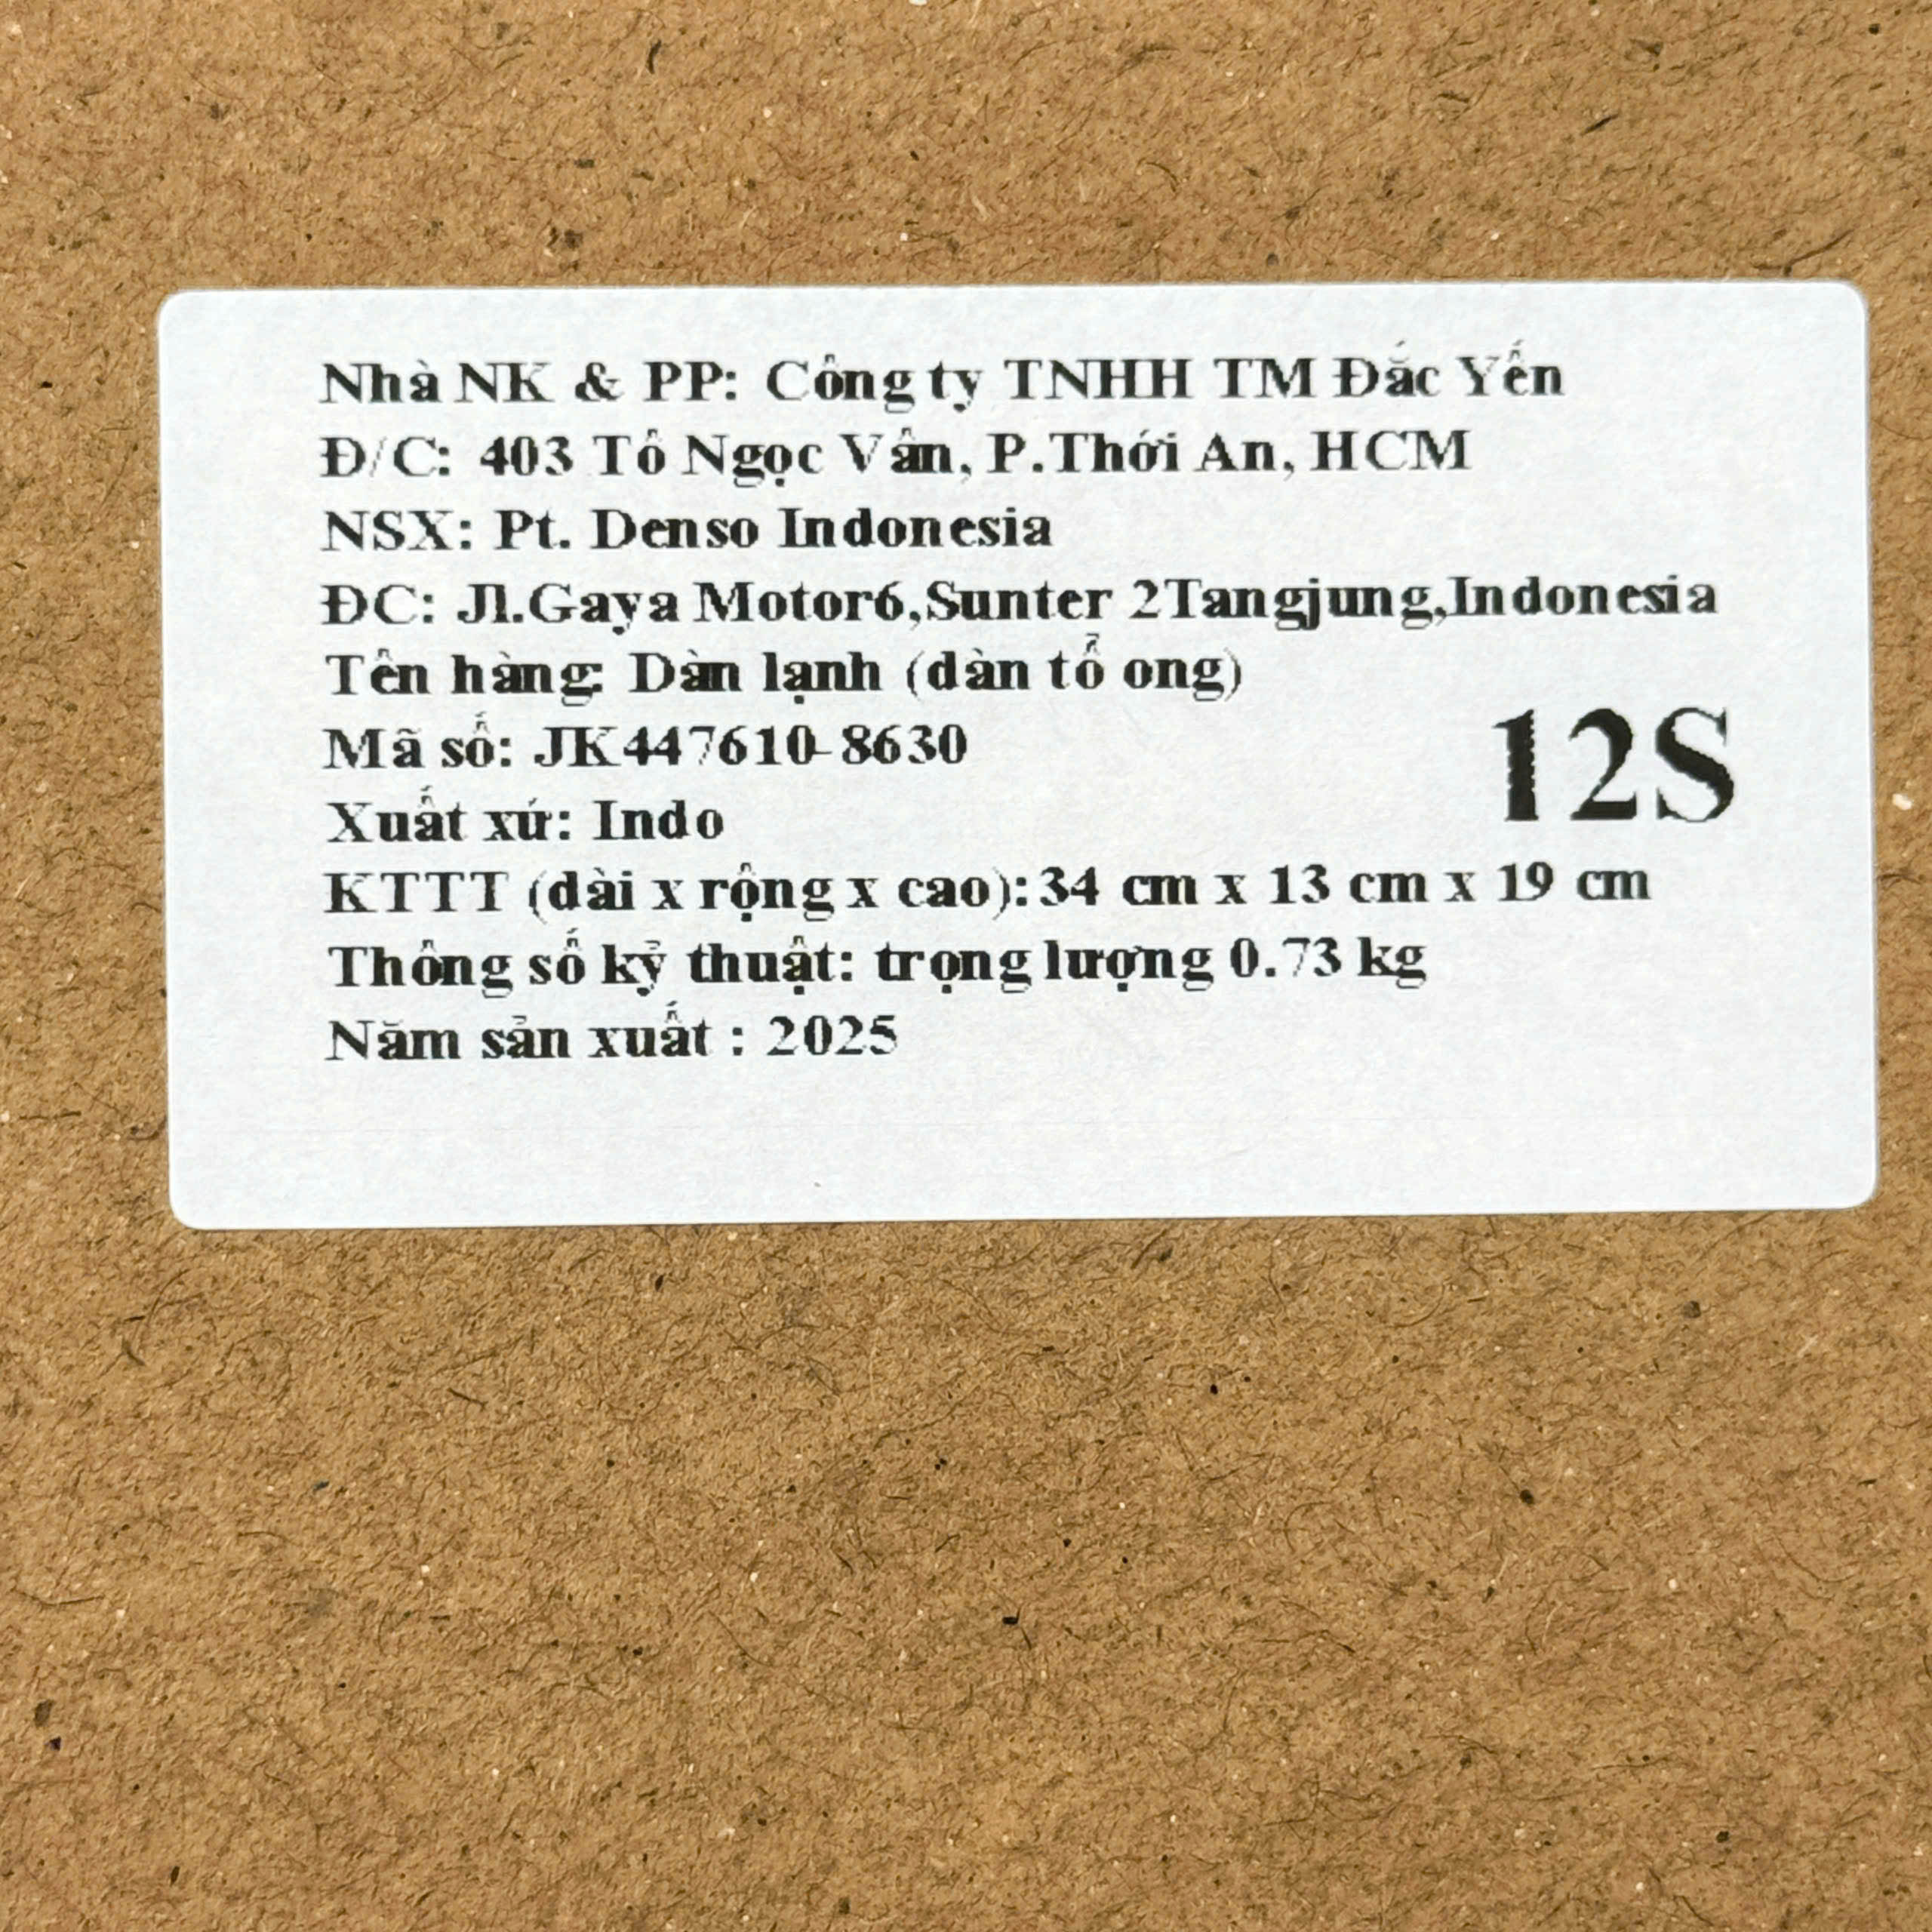 Nhà NK & PP: Công ty TNHH TM Đắc Yến
Đ/C: 403 Tô Ngọc Vân, P.Thới An, HCM
NSX: Pt. Denso Indonesia
ĐC: Jl.Gaya Motor6,Sunter 2Tangjung,Indonesia
Tên hàng: Dàn lạnh (dàn tổ ong)
Mã số: JK447610-8630
12S
Xuất xứ: Indo
KTTT (dài x rộng x cao):34 cm x 13 cm x 19 cm
Thông số kỷ thuật: trọng lượng 0.73 kg
Năm sản xuất : 2025